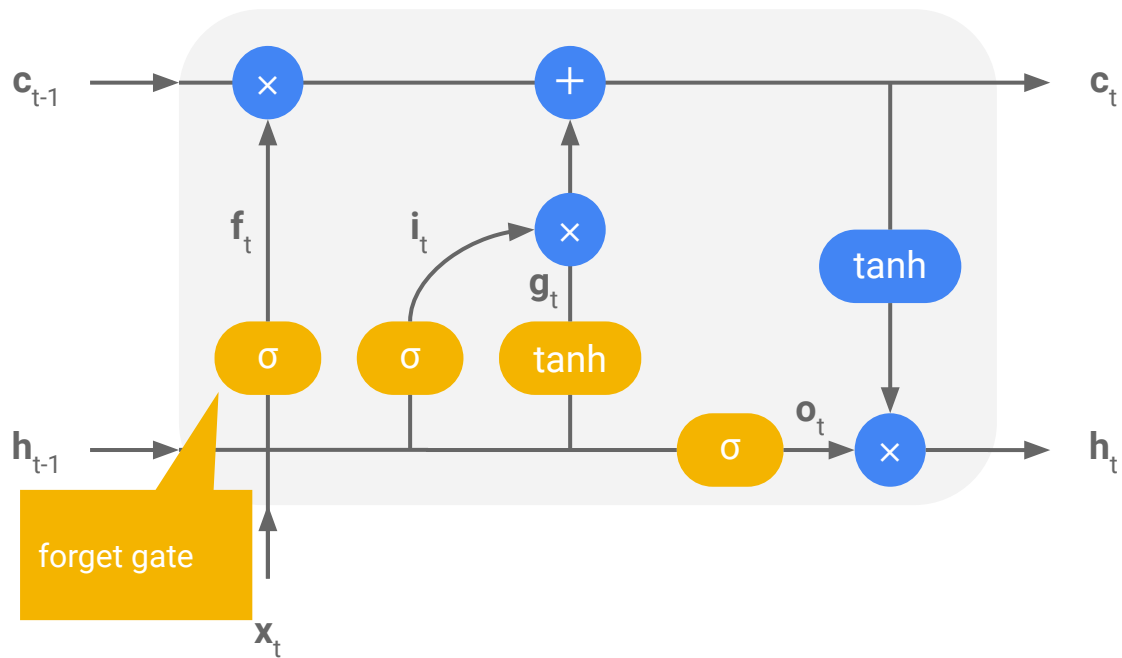 c t-1
×
+
c t
f t
i t
×
g t
tanh
σ
σ
tanh
o t
h t-1
σ
×
h t
forget gate
x t